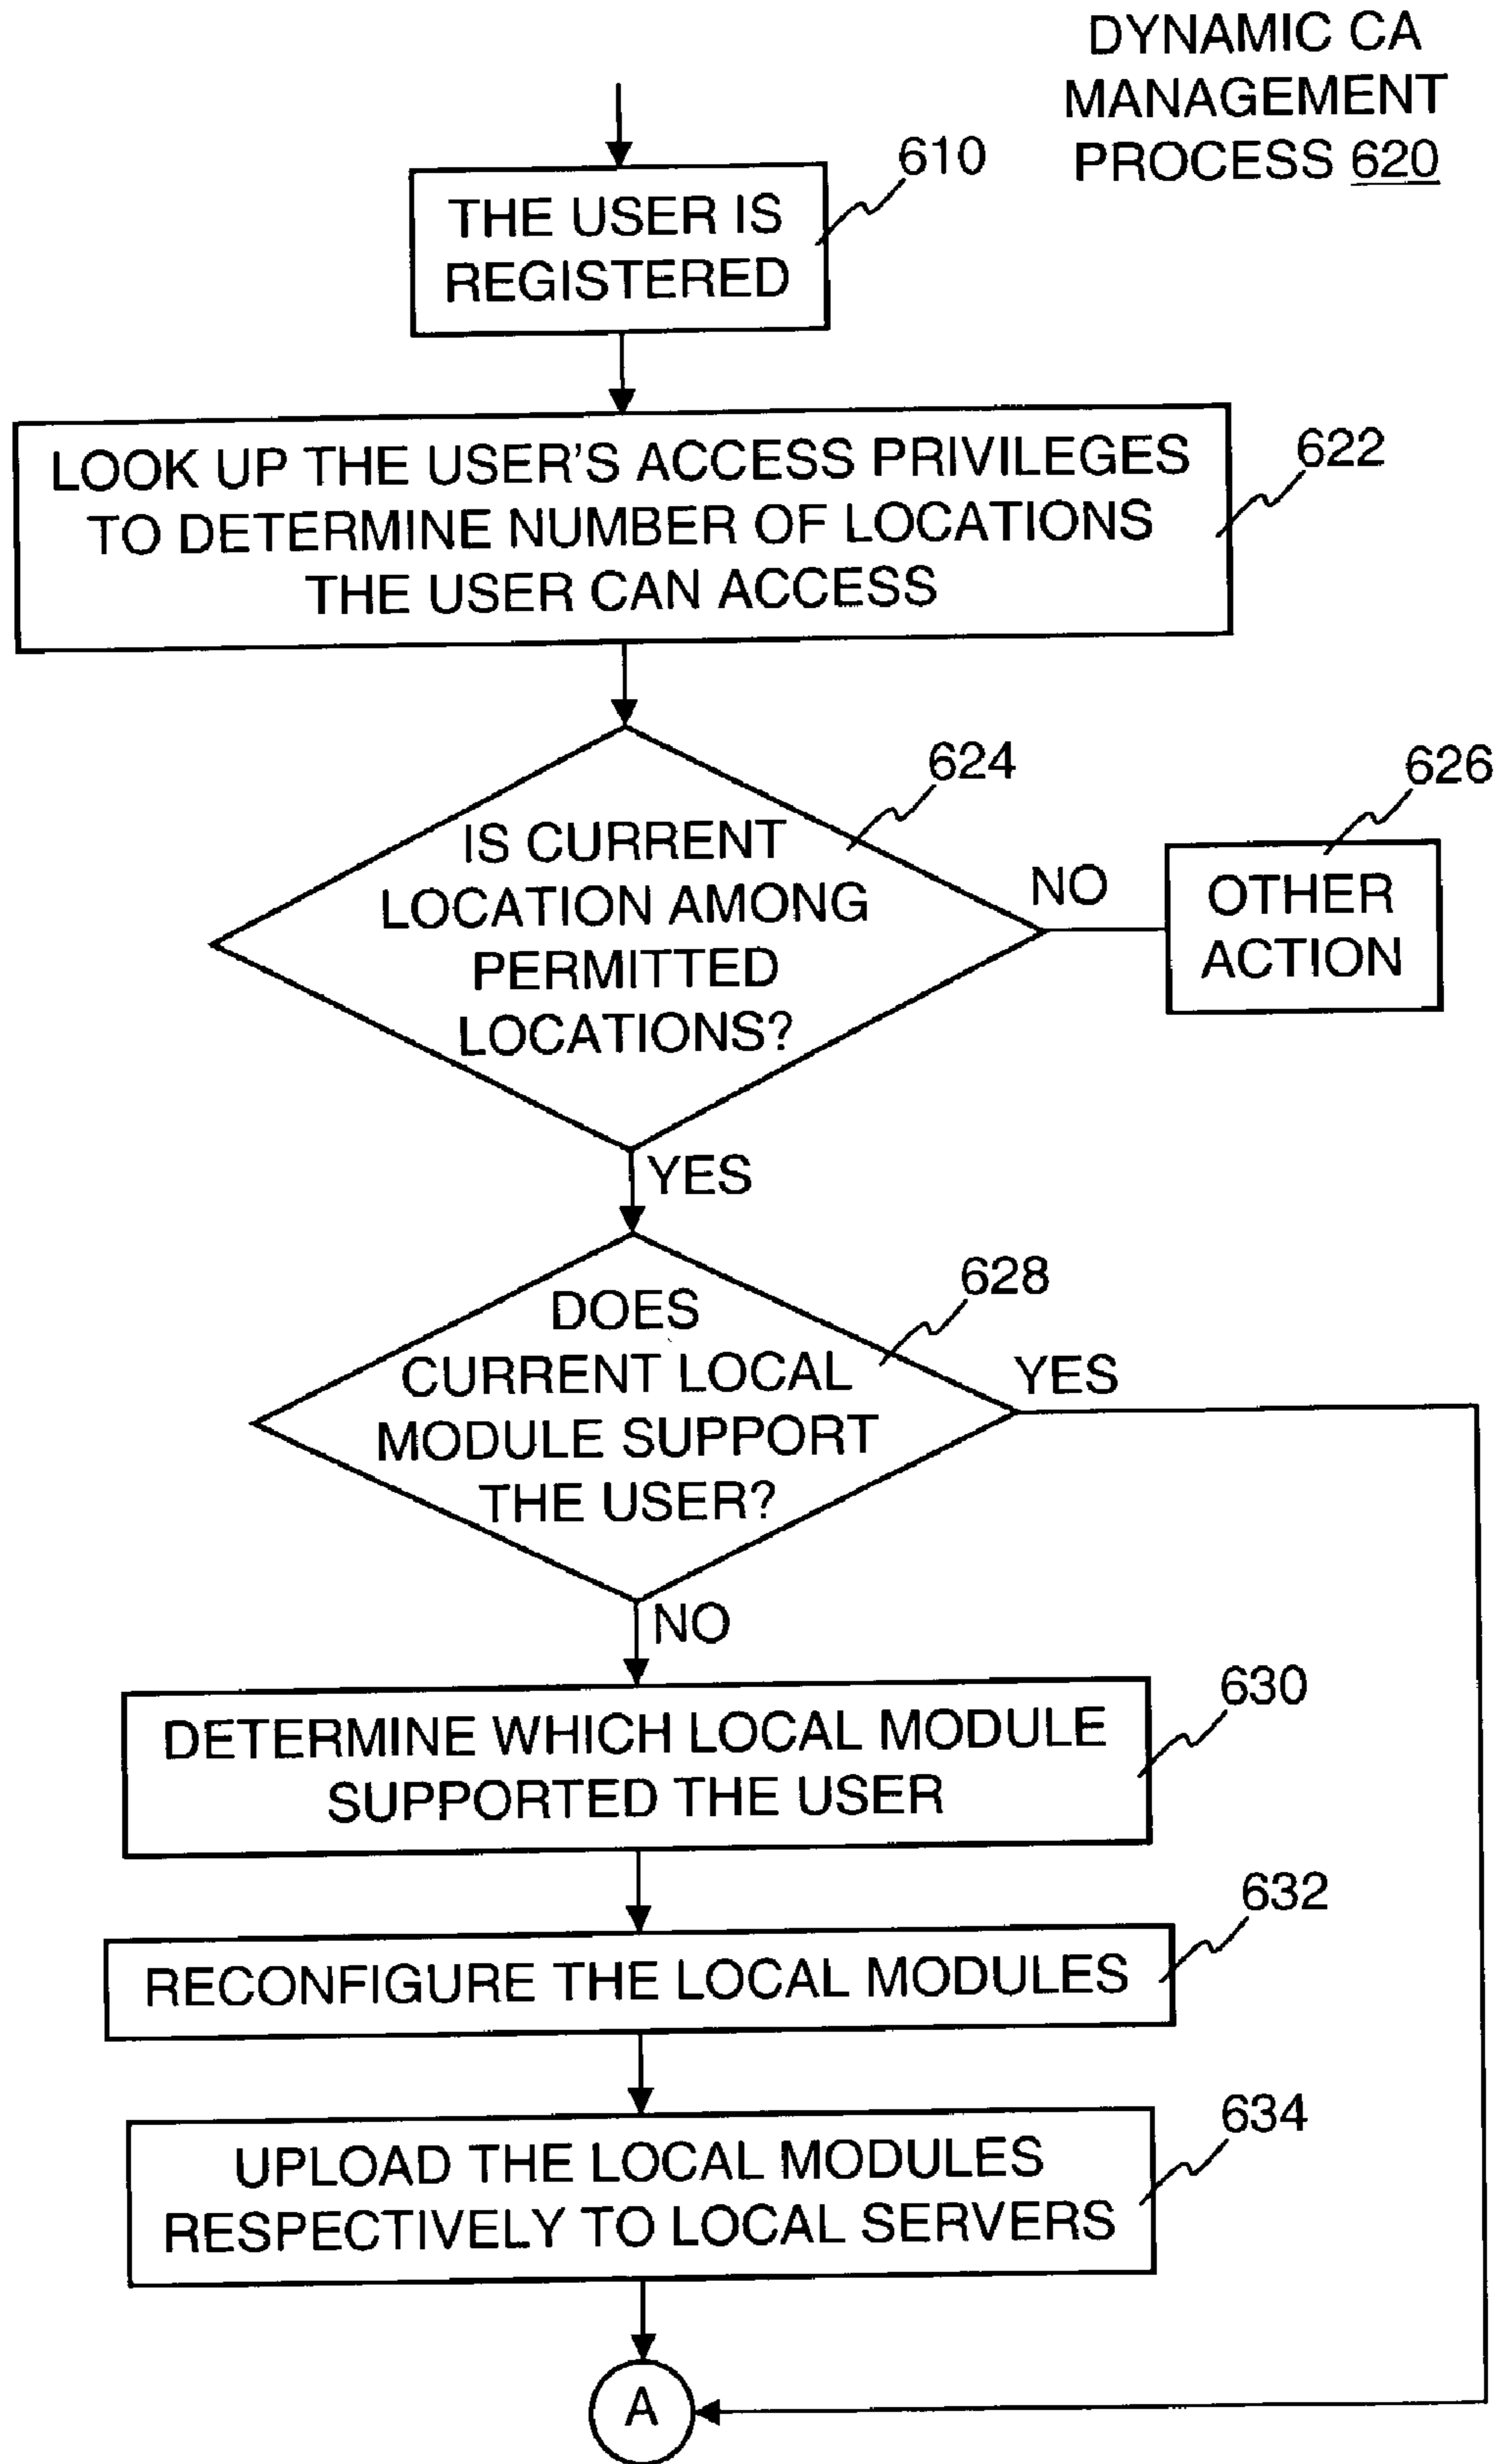 DYNAMIC CA
MANAGEMENT
PROCESS 620
610
THE USER IS
REGISTERED
622
LOOK UP THE USER'S ACCESS PRIVILEGES
TO DETERMINE NUMBER OF LOCATIONS
THE USER CAN ACCESS
624
IS CURRENT
LOCATION AMONG
PERMITTED
LOCATIONS?
NO
626
OTHER
ACTION
YES
628
DOES
CURRENT LOCAL
MODULE SUPPORT
THE USER?
YES
NO
630
DETERMINE WHICH LOCAL MODULE
SUPPORTED THE USER
632
RECONFIGURE THE LOCAL MODULES
634
UPLOAD THE LOCAL MODULES
RESPECTIVELY TO LOCAL SERVERS
A